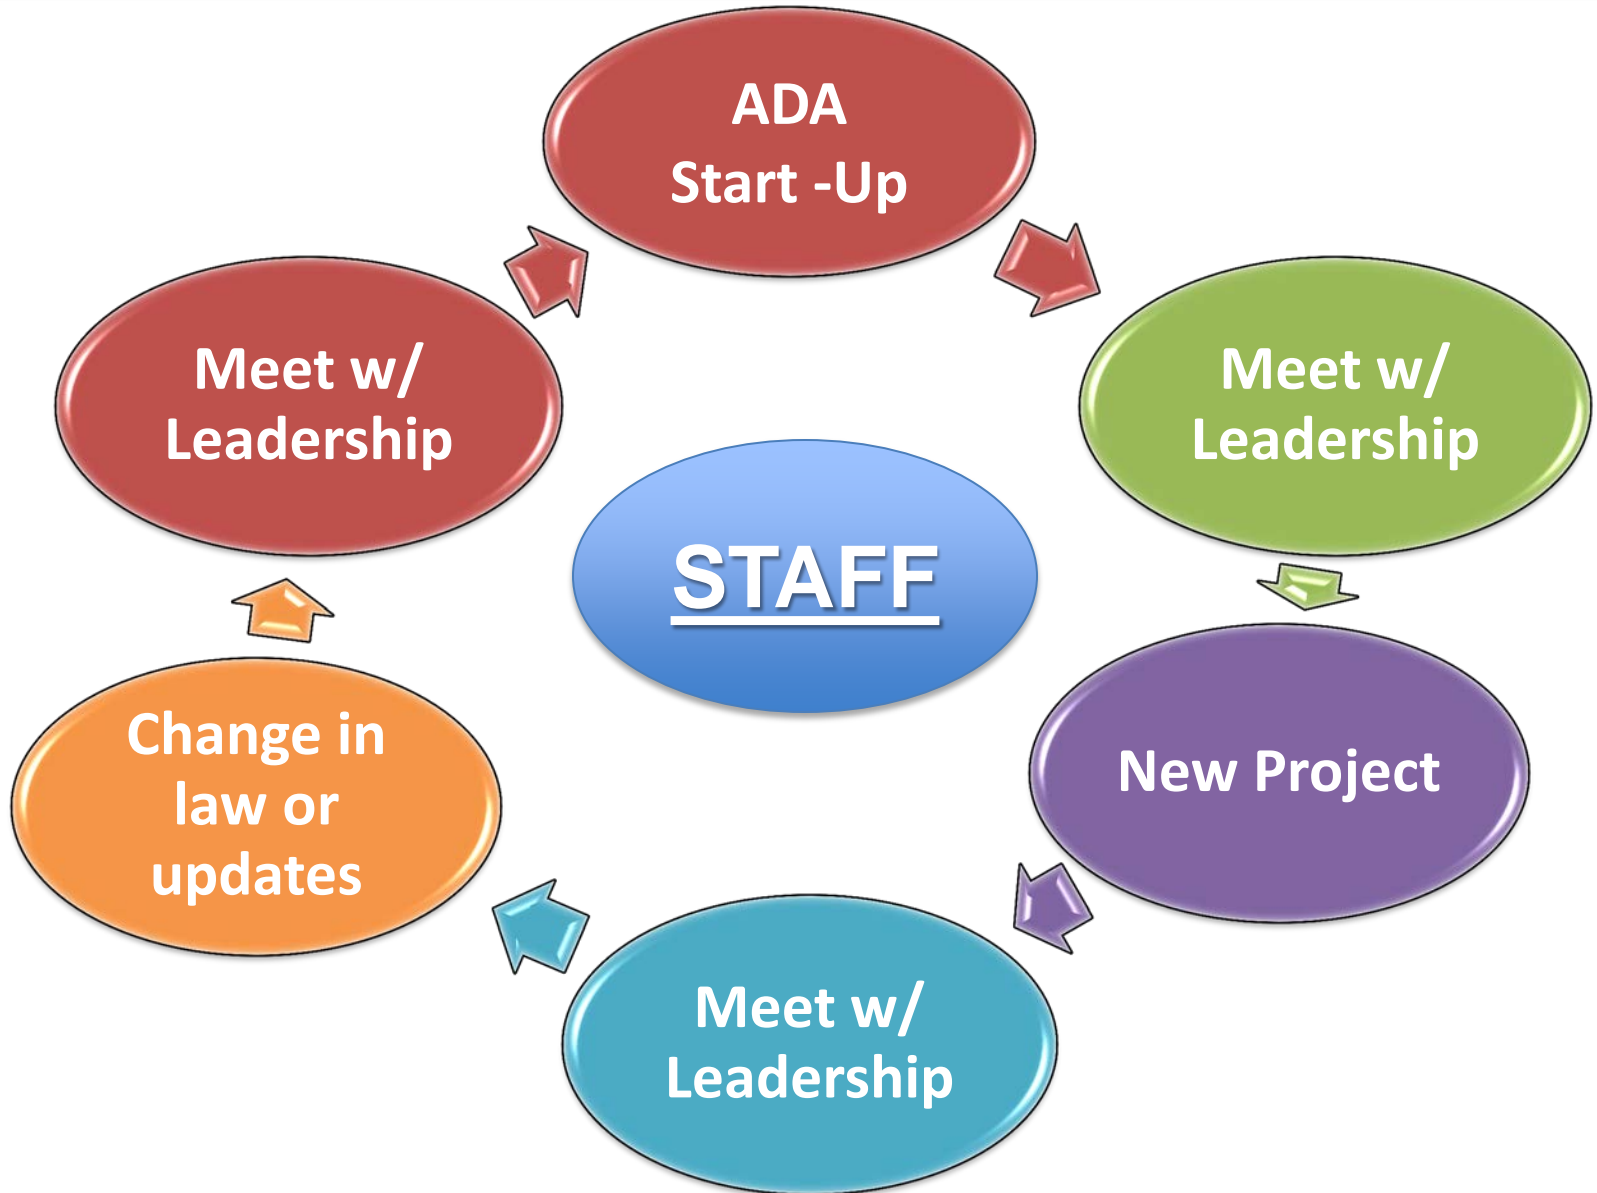 ADA
Start -Up
Meet w/
Leadership
New Project
Meet w/
Leadership
Change in
law or
updates
Meet w/
Leadership
STAFF